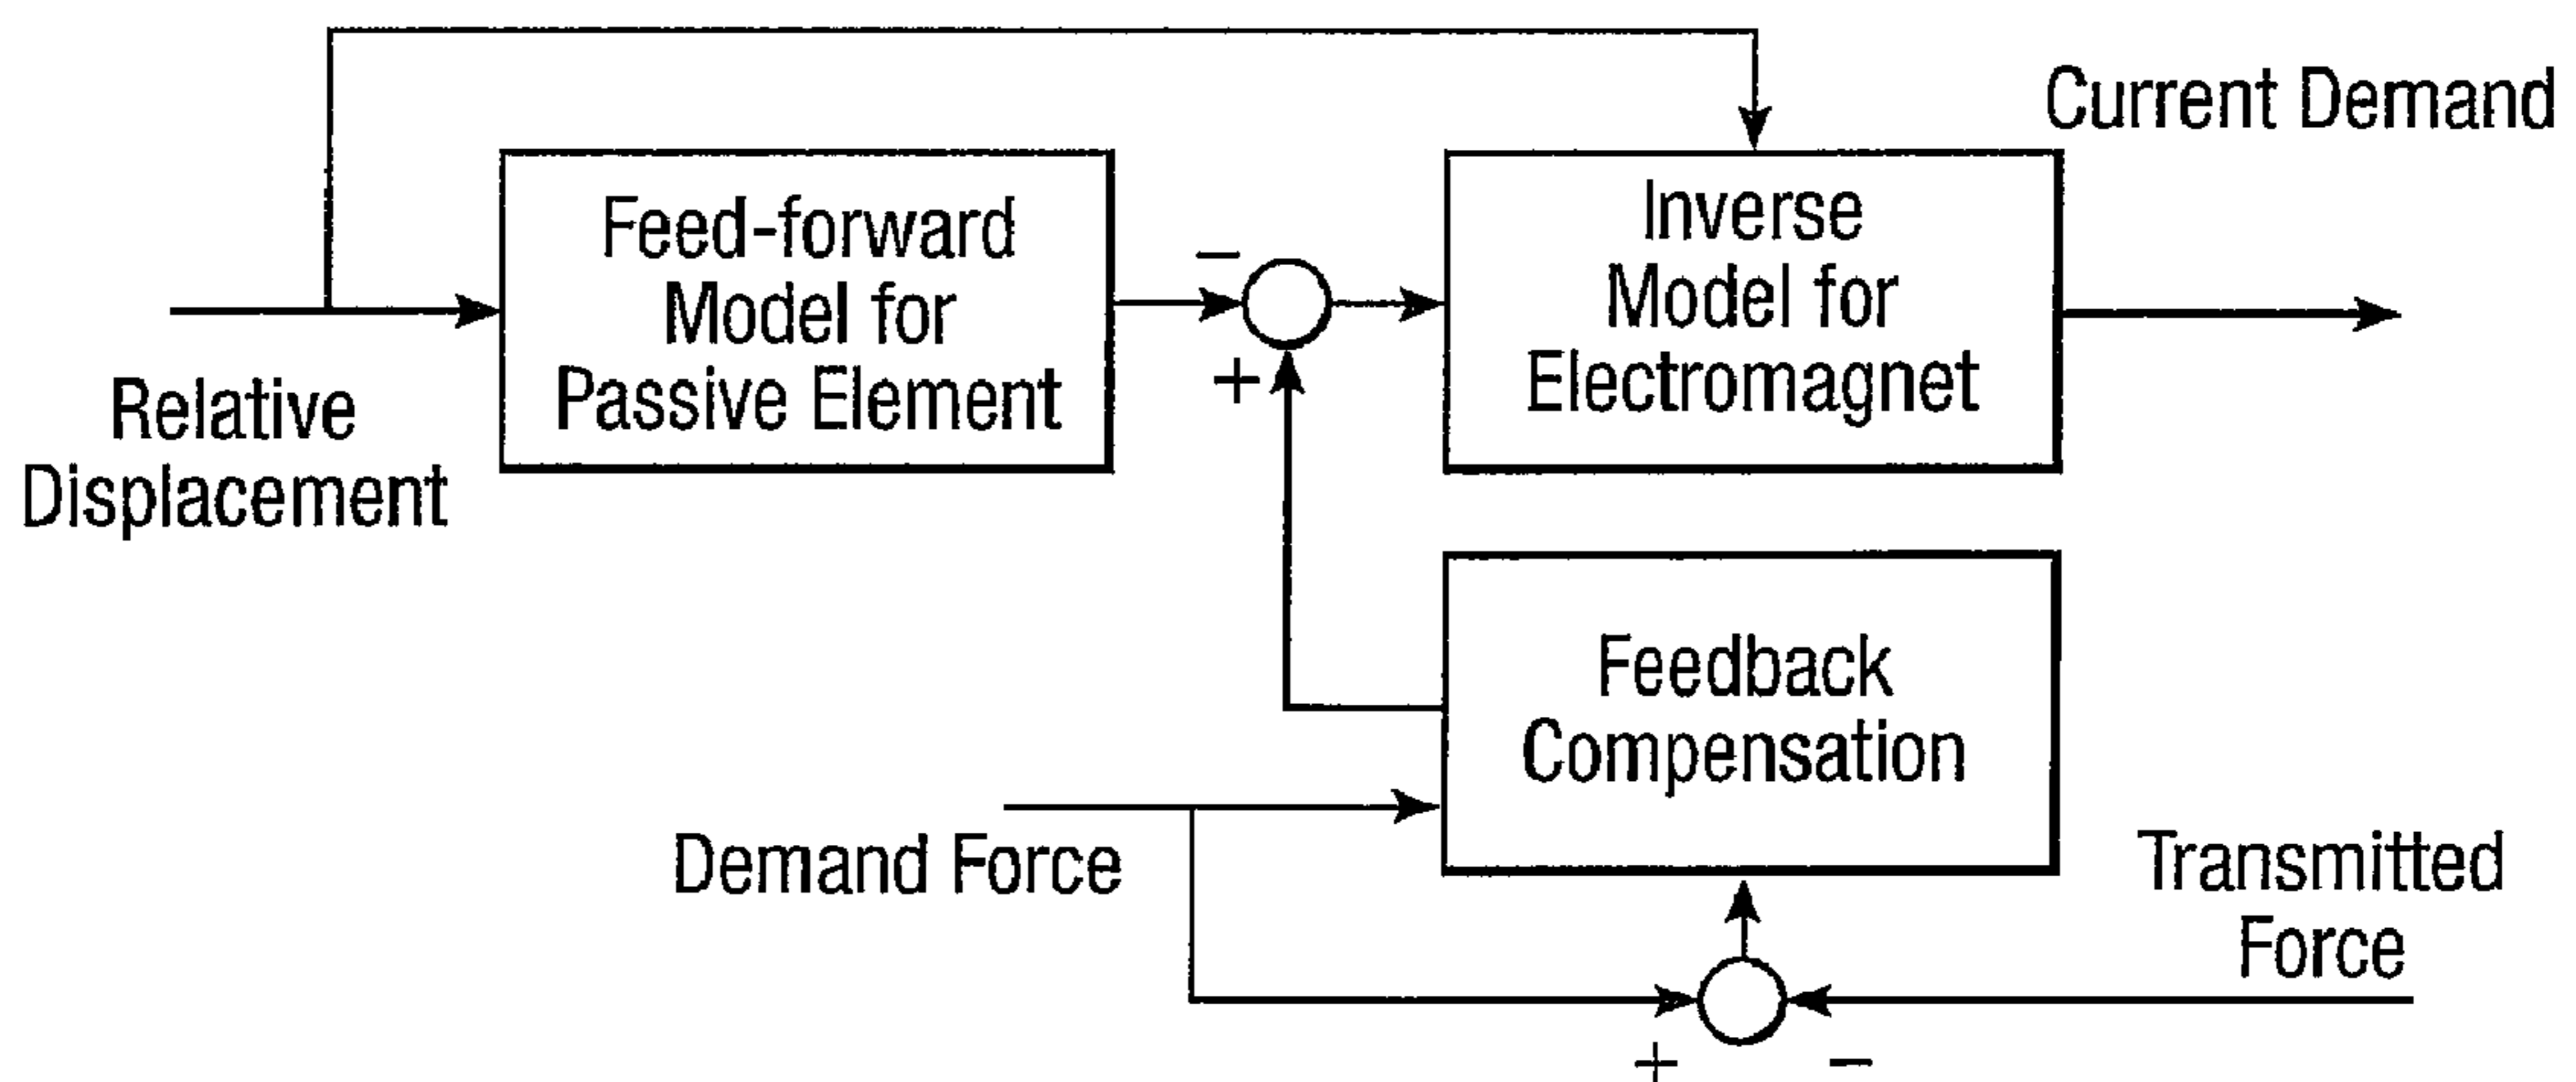 Current Demand
Feed-forward
Model for
Passive Element
Inverse
Model for
Electromagnet
−
+
Relative
Displacement
Feedback
Compensation
Demand Force
Transmitted
Force
+
−